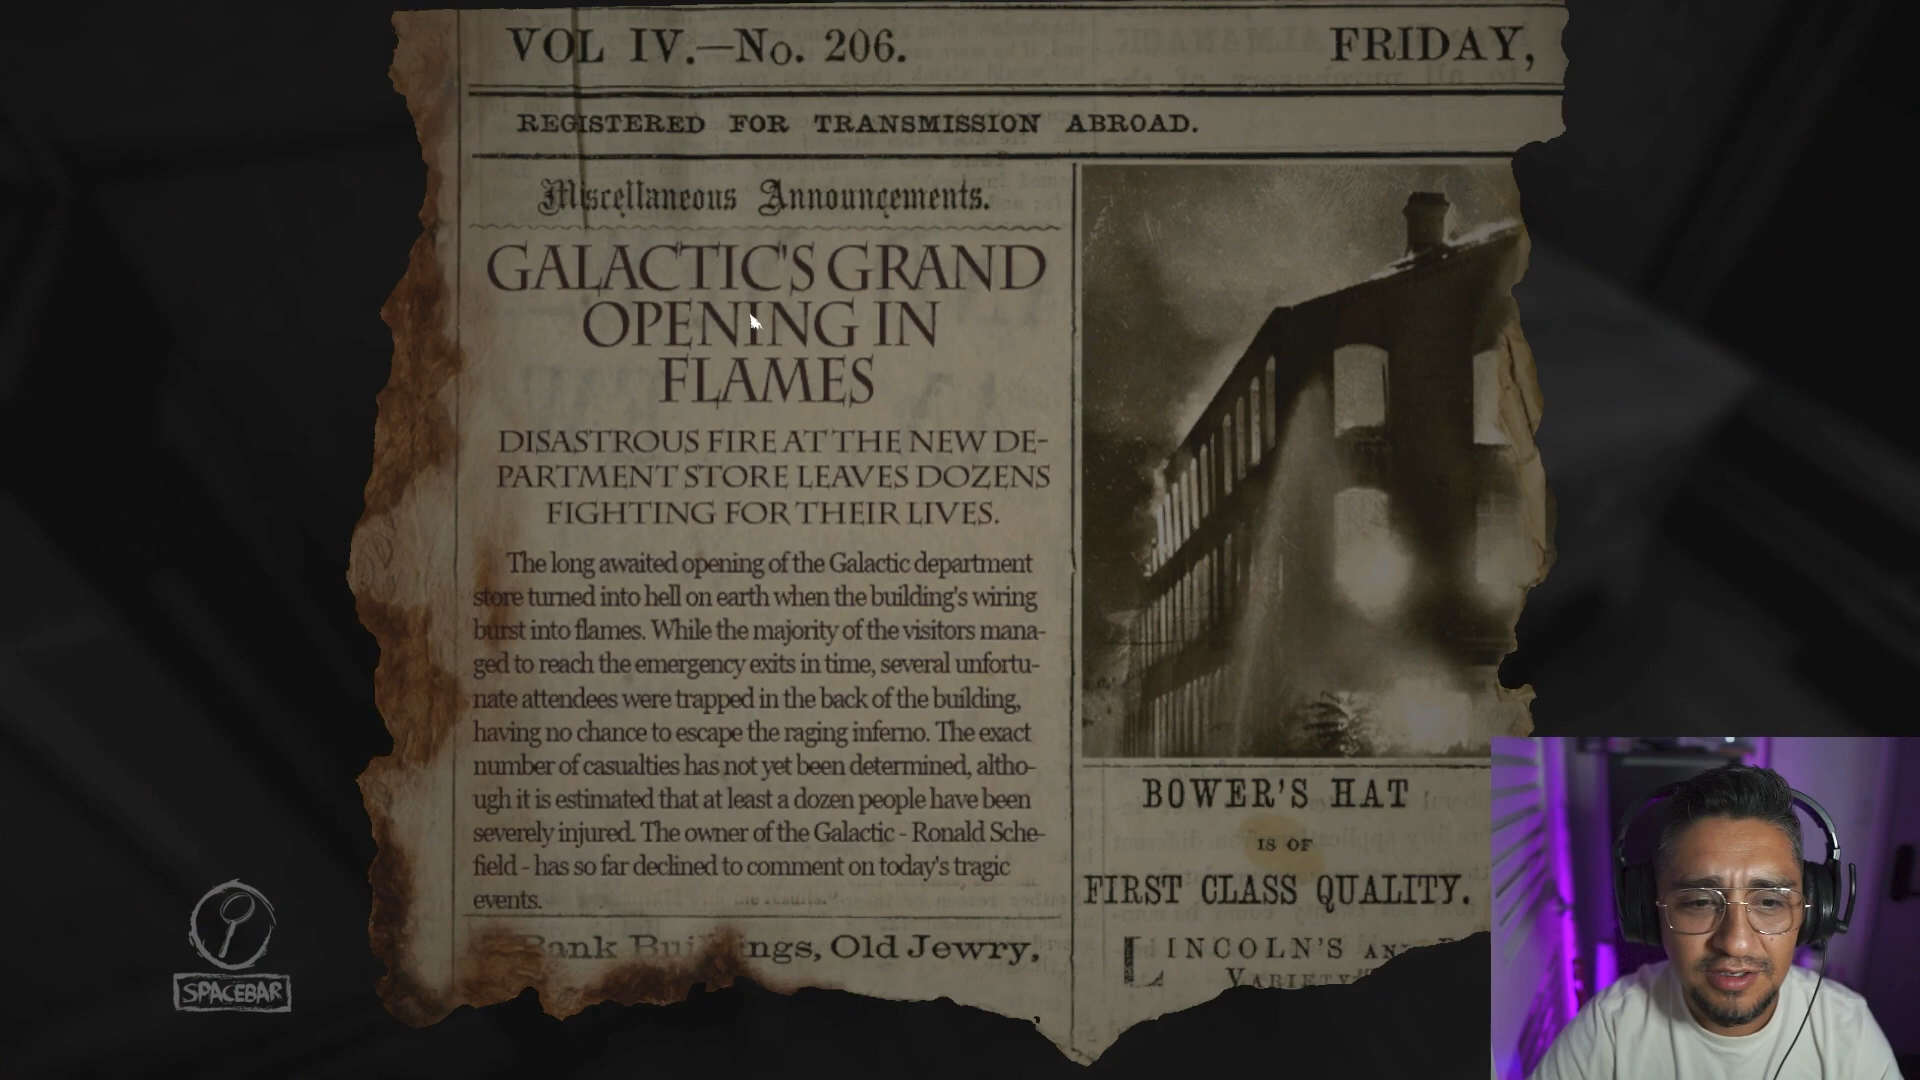 VOL IV.—No. 206.
FRIDAY,
REGISTERED FOR TRANSMISSION ABROAD.
Miscellaneous Announcements.
GALACTIC'S GRAND
OPENING IN
FLAMES
DISASTROUS FIRE AT THE NEW DE-
PARTMENT STORE LEAVES DOZENS
FIGHTING FOR THEIR LIVES.
The long awaited opening of the Galactic department
store turned into hell on earth when the building's wiring
burst into flames. While the majority of the visitors mana-
ged to reach the emergency exits in time, several unfortu-
nate attendees were trapped in the back of the building,
having no chance to escape the raging inferno. The exact
number of casualties has not yet been determined, altho-
ugh it is estimated that at least a dozen people have been
severely injured. The owner of the Galactic - Ronald Sche-
field - has so far declined to comment on today's tragic
events.
Old Jewry,
BOWER'S HAT
IS OF
FIRST CLASS QUALITY.
LINCOLN'S
VARIETY
SPACEBAR